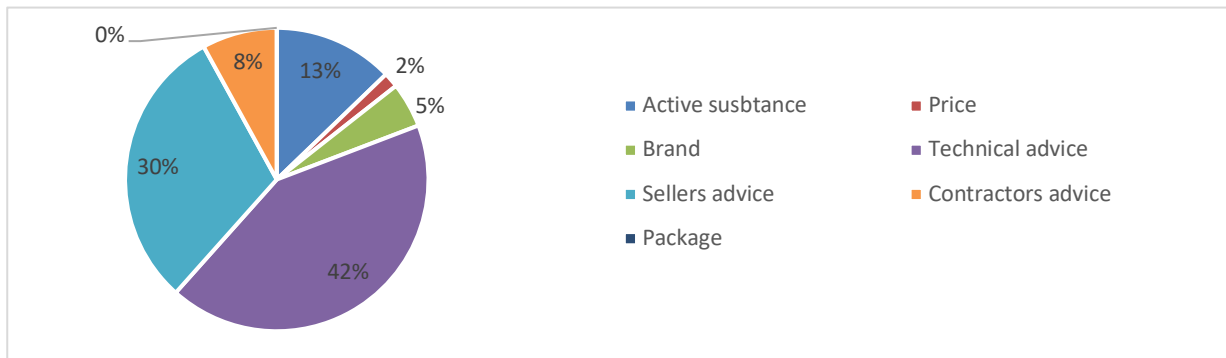 0%
8%
13%
2%
5%
30%
42%
Active susbtance
Price
Brand
Technical advice
Sellers advice
Contractors advice
Package